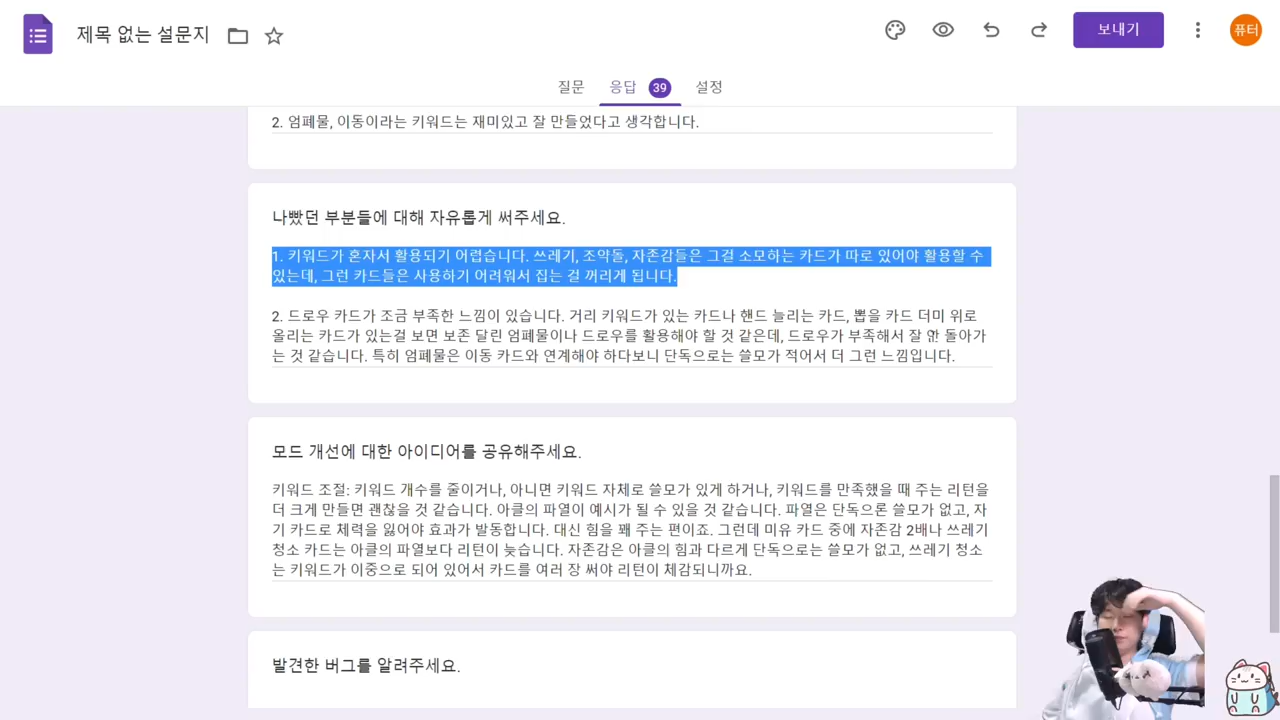 제목 없는 설문지
보내기
퓨터
질문
응답
39
설정
2. 엄폐물, 이동이라는 키워드는 재미있고 잘 만들었다고 생각합니다.
나빴던 부분들에 대해 자유롭게 써주세요.
1. 키워드가 혼자서 활용되기 어렵습니다. 쓰레기, 조약돌, 자존감들은 그걸 소모하는 카드가 따로 있어야 활용할 수
있는데, 그런 카드들은 사용하기 어려워서 집는 걸 꺼리게 됩니다.
2. 드로우 카드가 조금 부족한 느낌이 있습니다. 거리 키워드가 있는 카드나 핸드 늘리는 카드, 뽑을 카드 더미 위로
올리는 카드가 있는걸 보면 보존 달린 엄폐물이나 드로우를 활용해야 할 것 같은데, 드로우가 부족해서 잘 안 돌아가
는 것 같습니다. 특히 엄폐물은 이동 카드와 연계해야 하다보니 단독으로는 쓸모가 적어서 더 그런 느낌입니다.
모드 개선에 대한 아이디어를 공유해주세요.
키워드 조절: 키워드 개수를 줄이거나, 아니면 키워드 자체로 쓸모가 있게 하거나, 키워드를 만족했을 때 주는 리턴을
더 크게 만들면 괜찮을 것 같습니다. 아클의 파열이 예시가 될 수 있을 것 같습니다. 파열은 단독으론 쓸모가 없고, 자
기 카드로 체력을 잃어야 효과가 발동합니다. 대신 힘을 꽤 주는 편이죠. 그런데 미유 카드 중에 자존감 2배나 쓰레기
청소 카드는 아클의 파열보다 리턴이 늦습니다. 자존감은 아클의 힘과 다르게 단독으로는 쓸모가 없고, 쓰레기 청소
는 키워드가 이중으로 되어 있어서 카드를 여러 장 써야 리턴이 체감되니까요.
발견한 버그를 알려주세요.